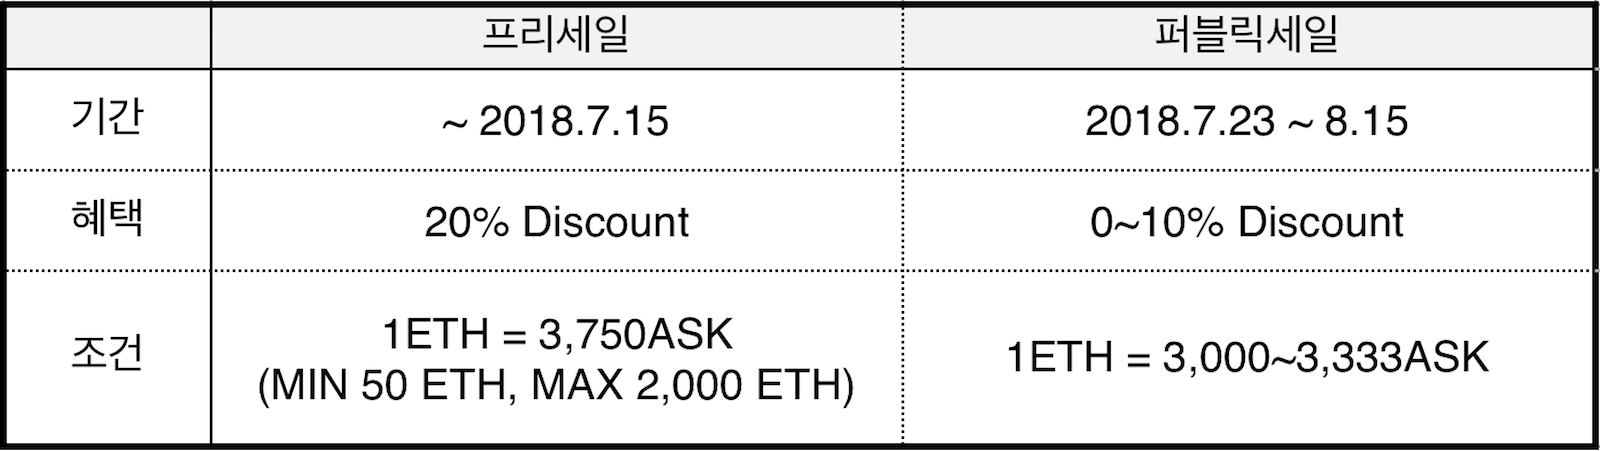 프리세일 퍼블릭세일
기간 ~ 2018.7.15 2018.7.23 ~ 8.15
혜택 20% Discount 0~10% Discount
조건 1ETH = 3,750ASK
(MIN 50 ETH, MAX 2,000 ETH) 1ETH = 3,000~3,333ASK